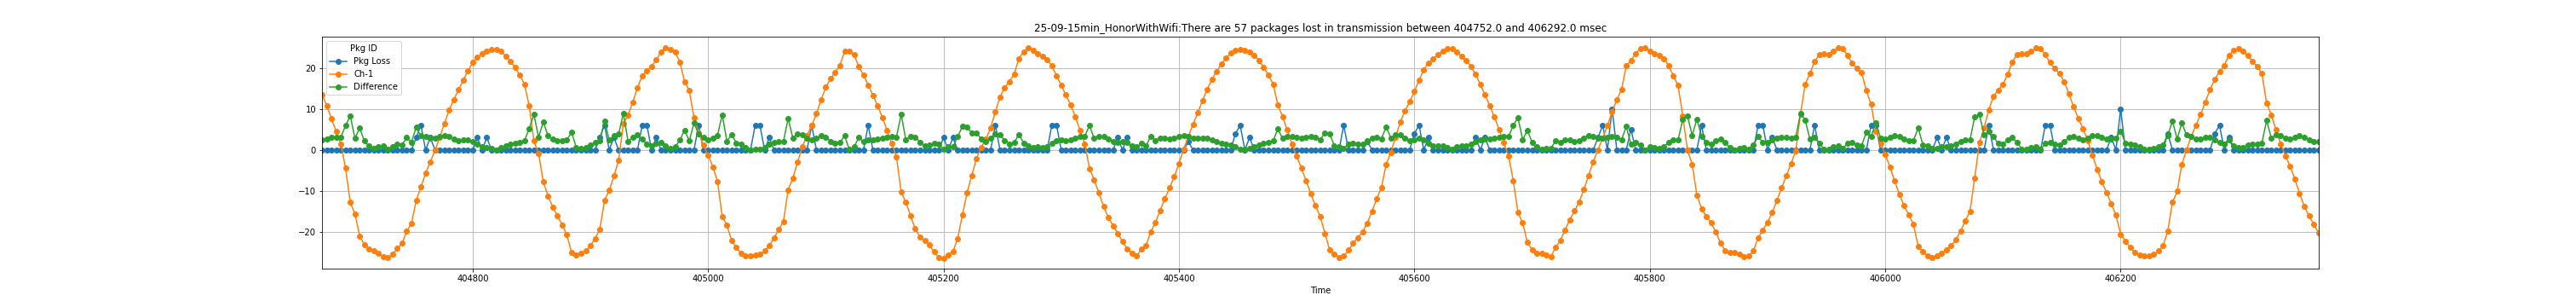 25-09-15min_HonorWithWifi:There are 57 packages lost in transmission between 404752.0 and 406292.0 msec
Pkg ID
Pkg Loss
Ch-1
Difference
20
10
0
−10
−20
404800 405000 405200 405400 405600 405800 406000 406200
Time